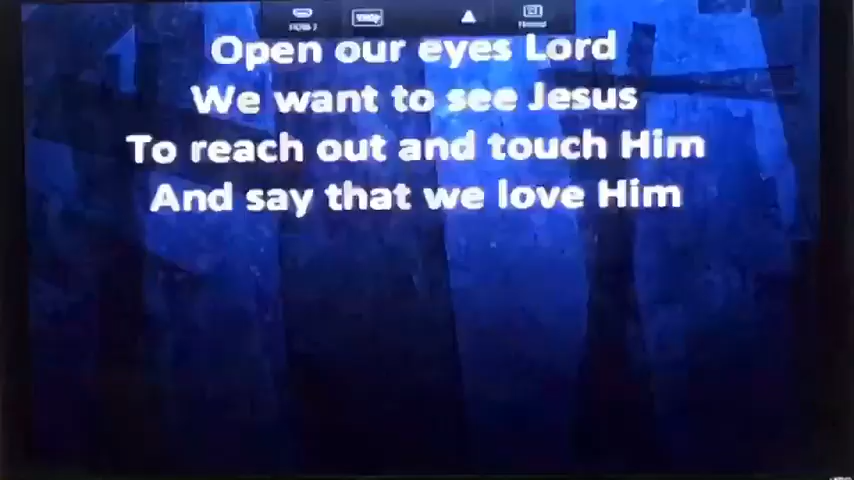 Open our eyes Lord
We want to see Jesus
To reach out and touch Him
And say that we love Him